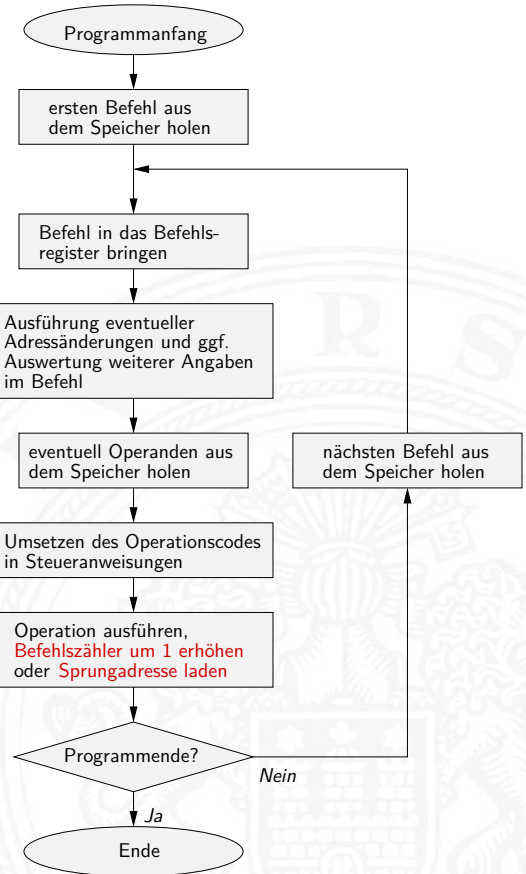 Programmanfang
ersten Befehl aus
dem Speicher holen
Befehl in das Befehls-
register bringen
Ausführung eventueller
Adressänderungen und ggf.
Auswertung weiterer Angaben
im Befehl
eventuell Operanden aus
dem Speicher holen
nächsten Befehl aus
dem Speicher holen
Umsetzen des Operationscodes
in Steueranweisungen
Operation ausführen,
Befehlszähler um 1 erhöhen
oder Sprungadresse laden
Programmende?
Nein
Ja
Ende
R S